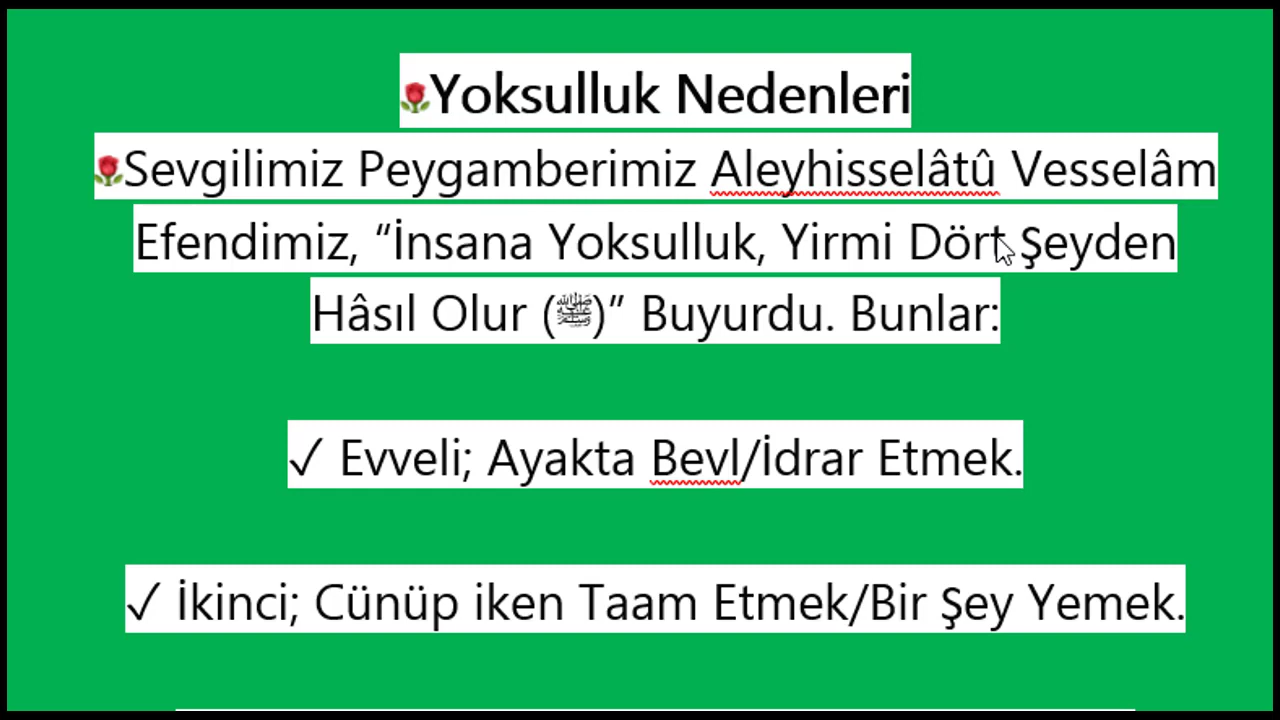 🌹Yoksulluk Nedenleri
🌹Sevgilimiz Peygamberimiz Aleyhisselâtû Vesselâm
Efendimiz, “İnsana Yoksulluk, Yirmi Dört Şeyden
Hâsıl Olur (ﷺ)” Buyurdu. Bunlar:
✓ Evveli; Ayakta Bevl/İdrar Etmek.
✓ İkinci; Cünüp iken Taam Etmek/Bir Şey Yemek.